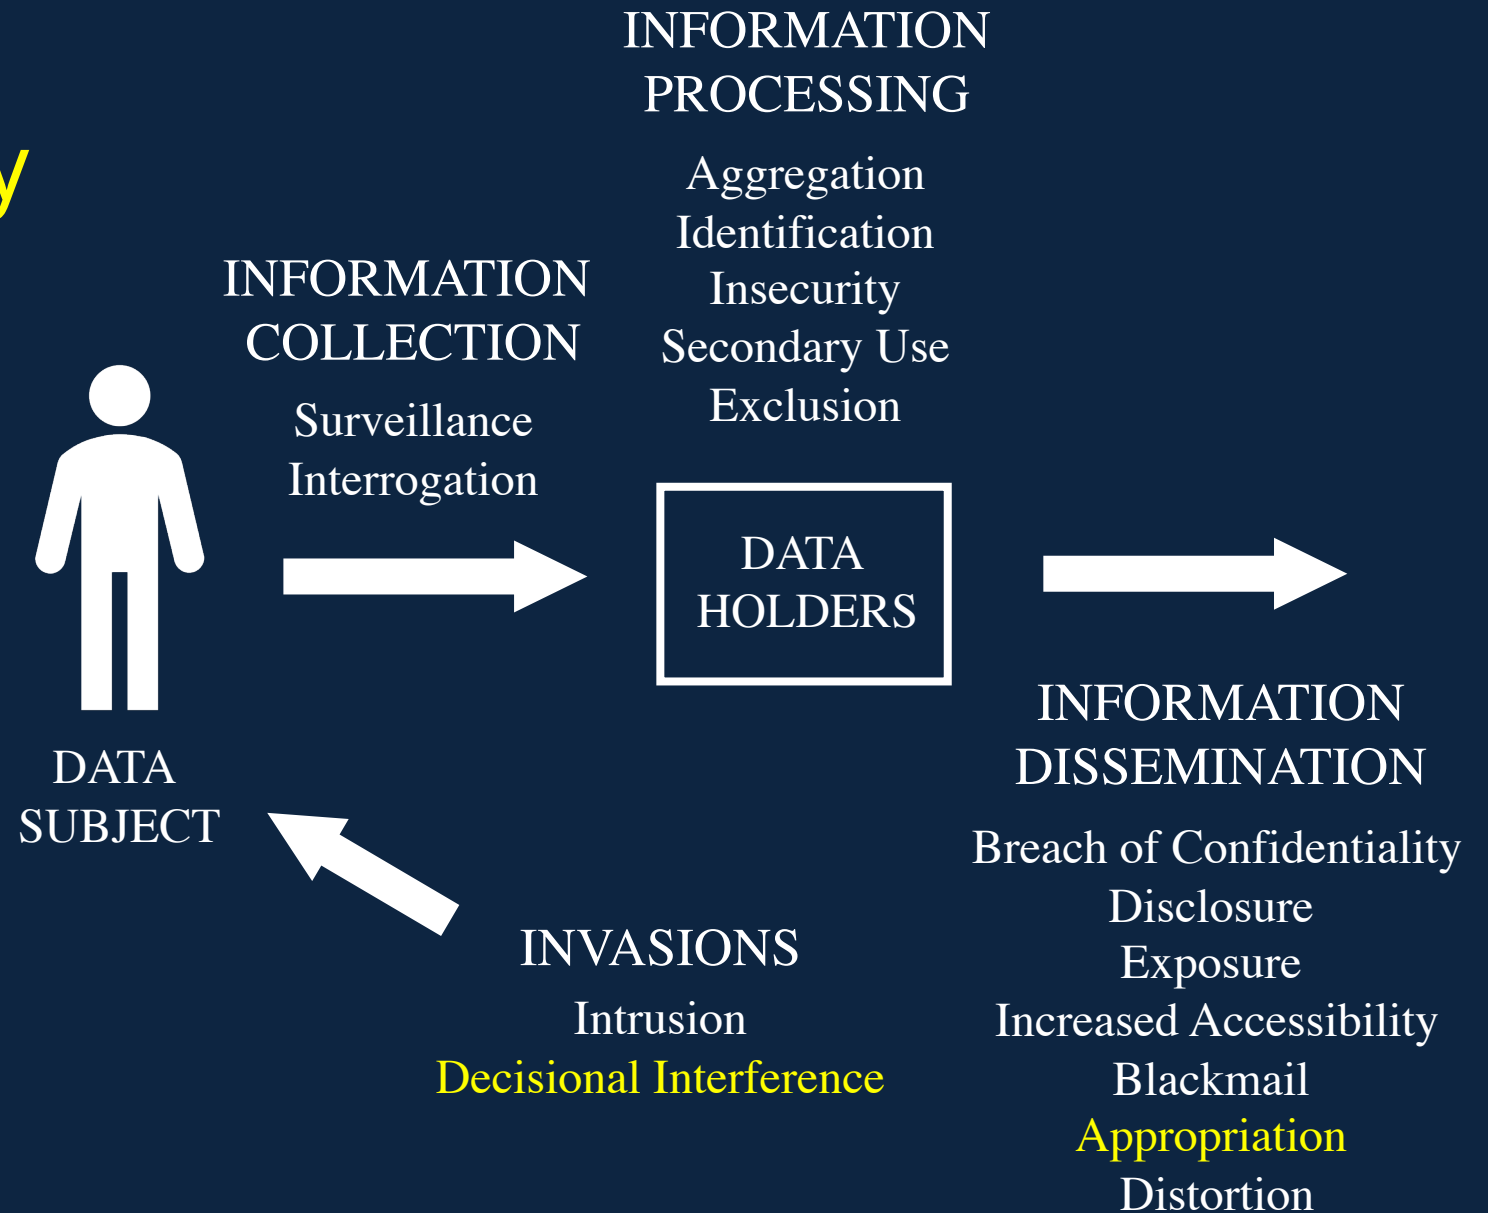 y
INFORMATION
COLLECTION
Surveillance
Interrogation
INFORMATION
PROCESSING
Aggregation
Identification
Insecurity
Secondary Use
Exclusion
DATA
HOLDERS
DATA
SUBJECT
INFORMATION
DISSEMINATION
Breach of Confidentiality
Disclosure
Exposure
Increased Accessibility
Blackmail
Appropriation
Distortion
INVASIONS
Intrusion
Decisional Interference